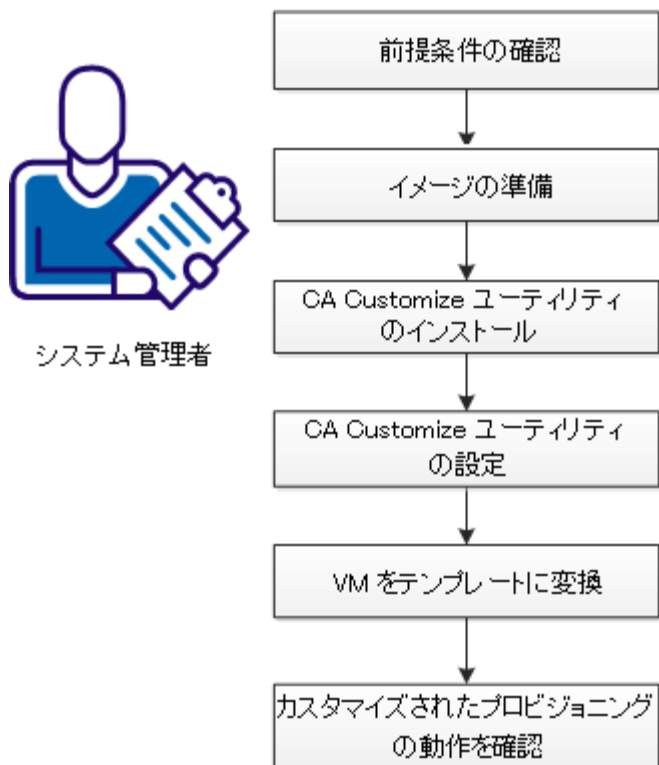 前提条件の確認
イメージの準備
CA Customize ユーティリティ
のインストール
システム管理者
CA Customize ユーティリティ
の設定
VM をテンプレートに変換
カスタマイズされたプロビジョニング
の動作を確認